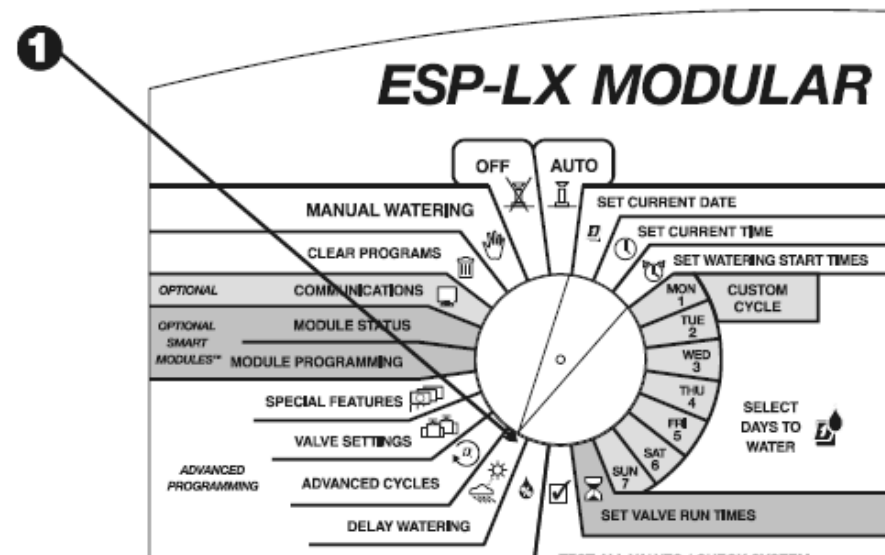 1
ESP-LX MODULAR
OFF
AUTO
SET CURRENT DATE
MANUAL WATERING
SET CURRENT TIME
CLEAR PROGRAMS
SET WATERING START TIMES
OPTIONAL
COMMUNICATIONS
MON
1
CUSTOM
CYCLE
OPTIONAL
SMART
MODULES™
MODULE STATUS
TUE
2
MODULE PROGRAMMING
WED
3
SPECIAL FEATURES
THU
4
SELECT
DAYS TO
WATER
VALVE SETTINGS
FRI
5
ADVANCED
PROGRAMMING
ADVANCED CYCLES
SAT
6
SUN
7
DELAY WATERING
SET VALVE RUN TIMES